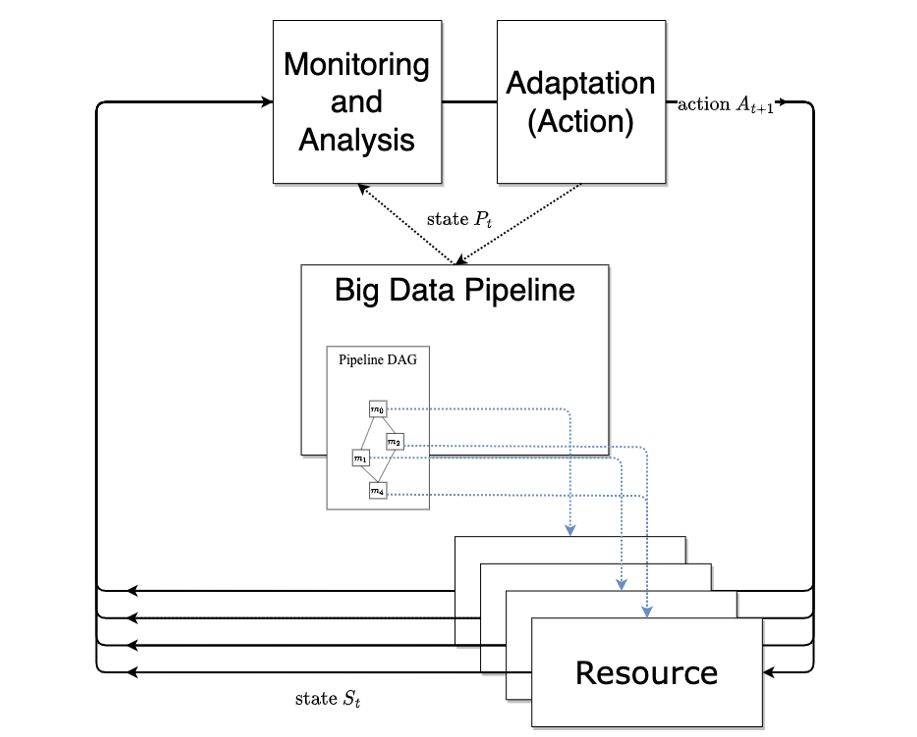 Monitoring
and
Analysis
Adaptation
(Action)
action A_{t+1}
state P_t
Big Data Pipeline
Pipeline DAG
m_0
m_2
m_1
m_4
Resource
state S_t